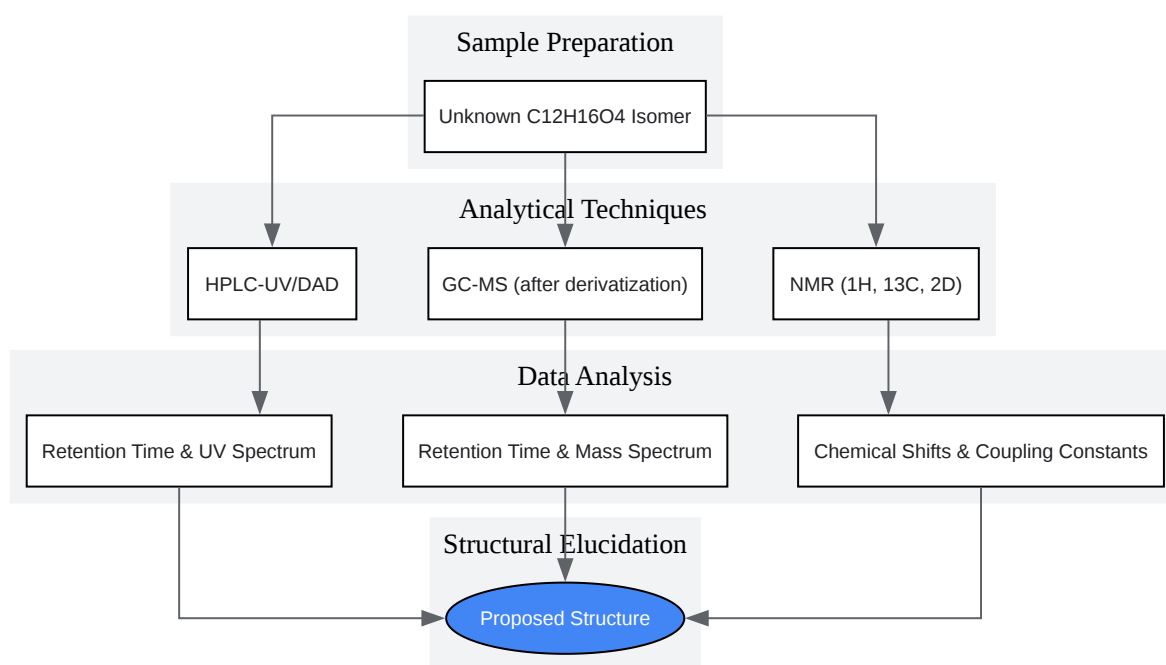 Sample Preparation
Unknown C12H16O4 Isomer
Analytical Techniques
HPLC-UV/DAD
GC-MS (after derivatization)
NMR (1H, 13C, 2D)
Data Analysis
Retention Time & UV Spectrum
Retention Time & Mass Spectrum
Chemical Shifts & Coupling Constants
Structural Elucidation
Proposed Structure